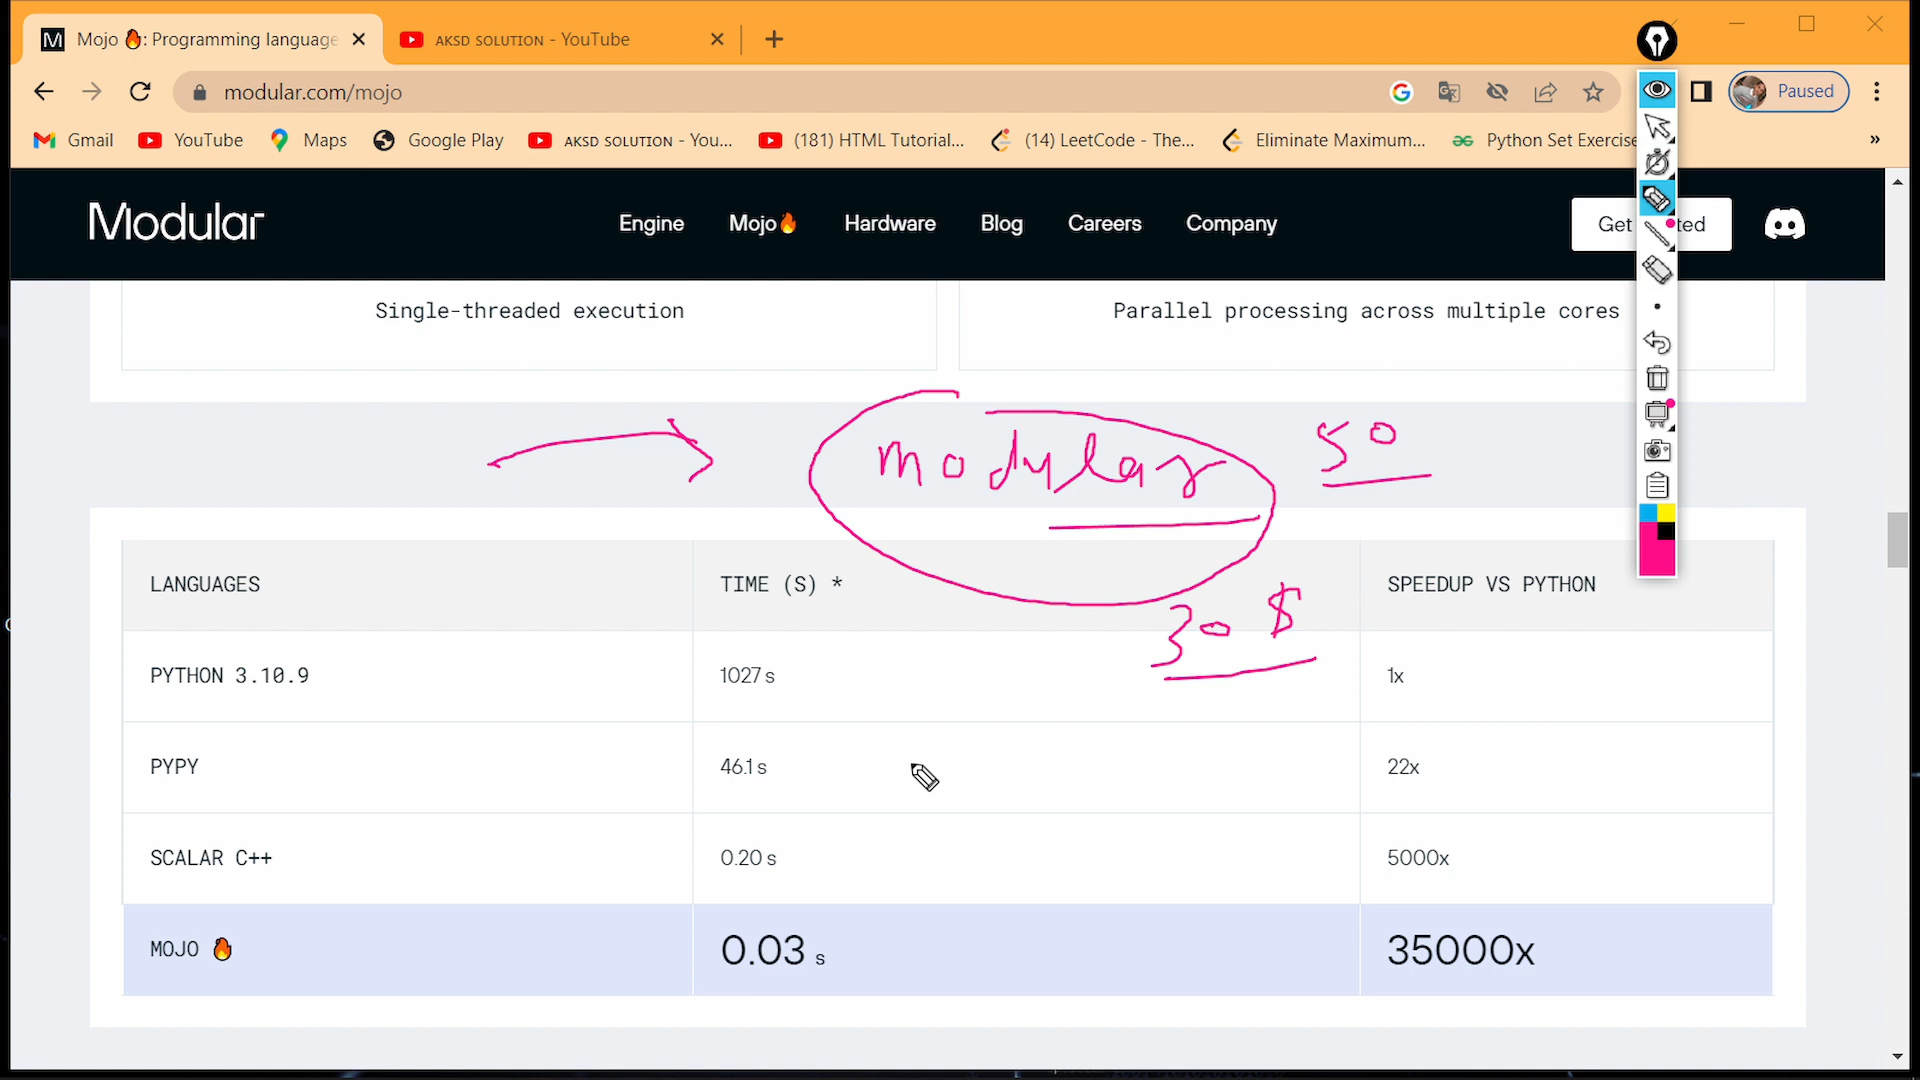 Mojo 🔥: Programming language
AKSD SOLUTION - YouTube
modular.com/mojo
Paused
Gmail
YouTube
Maps
Google Play
AKSD SOLUTION - You...
(181) HTML Tutorial...
(14) LeetCode - The...
Eliminate Maximum...
Python Set Exercise
»
Modular
Engine
Mojo🔥
Hardware
Blog
Careers
Company
Get ted
Single-threaded execution
Parallel processing across multiple cores
modular
50
30 $
LANGUAGES TIME (S) * SPEEDUP VS PYTHON
PYTHON 3.10.9 1027 s 1x
PYPY 46.1 s 22x
SCALAR C++ 0.20 s 5000x
MOJO 🔥 0.03 s 35000x